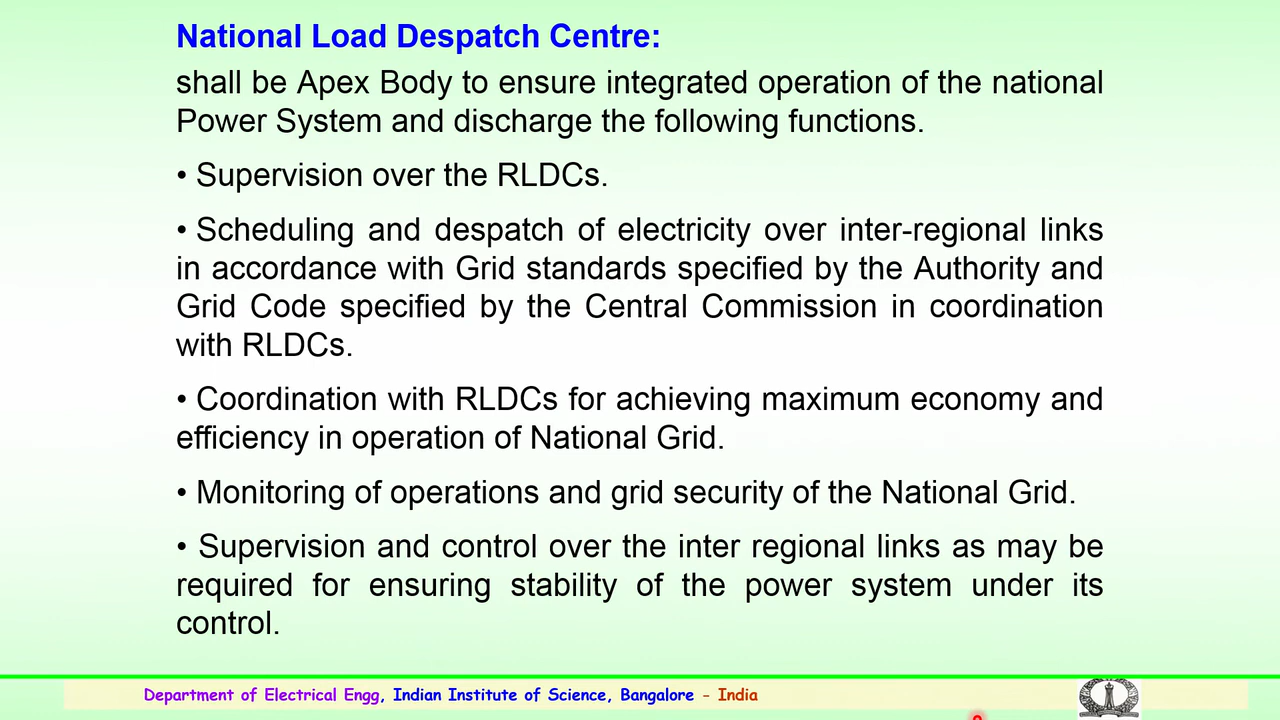 National Load Despatch Centre:
shall be Apex Body to ensure integrated operation of the national
Power System and discharge the following functions.
• Supervision over the RLDCs.
• Scheduling and despatch of electricity over inter-regional links
in accordance with Grid standards specified by the Authority and
Grid Code specified by the Central Commission in coordination
with RLDCs.
• Coordination with RLDCs for achieving maximum economy and
efficiency in operation of National Grid.
• Monitoring of operations and grid security of the National Grid.
• Supervision and control over the inter regional links as may be
required for ensuring stability of the power system under its
control.
Department of Electrical Engg, Indian Institute of Science, Bangalore - India